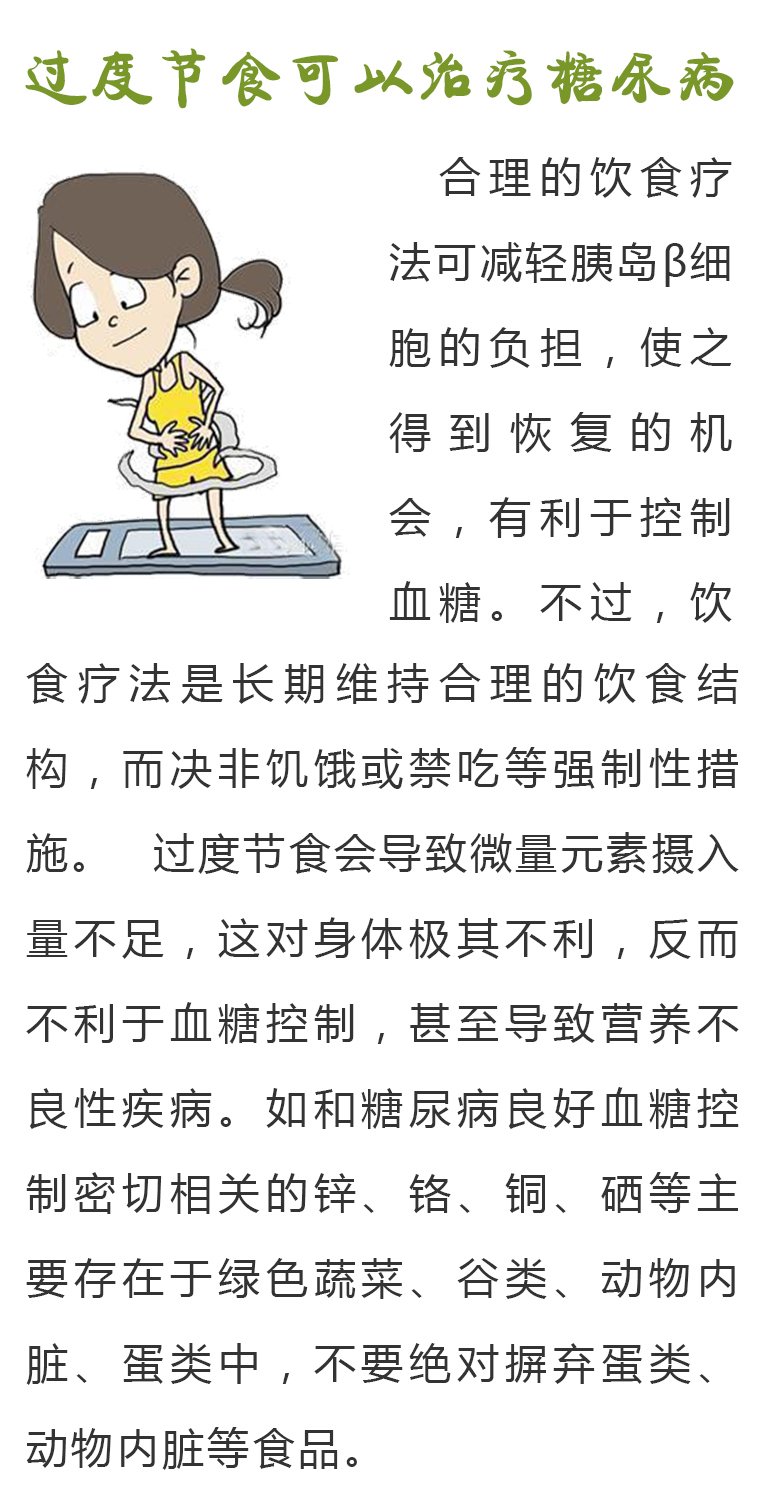 过度节食可以治疗糖尿病
合理的饮食疗
法可减轻胰岛β细
胞的负担，使之
得到恢复的机
会，有利于控制
血糖。不过，饮
食疗法是长期维持合理的饮食结
构，而决非饥饿或禁吃等强制性措
施。 过度节食会导致微量元素摄入
量不足，这对身体极其不利，反而
不利于血糖控制，甚至导致营养不
良性疾病。如和糖尿病良好血糖控
制密切相关的锌、铬、铜、硒等主
要存在于绿色蔬菜、谷类、动物内
脏、蛋类中，不要绝对摒弃蛋类、
动物内脏等食品。